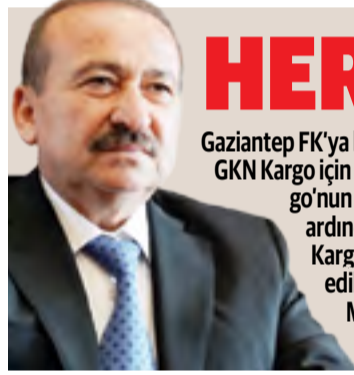 HER
Gaziantep FK'ya
GKN Kargo için
go'nun
ardın
Karg
edi
M